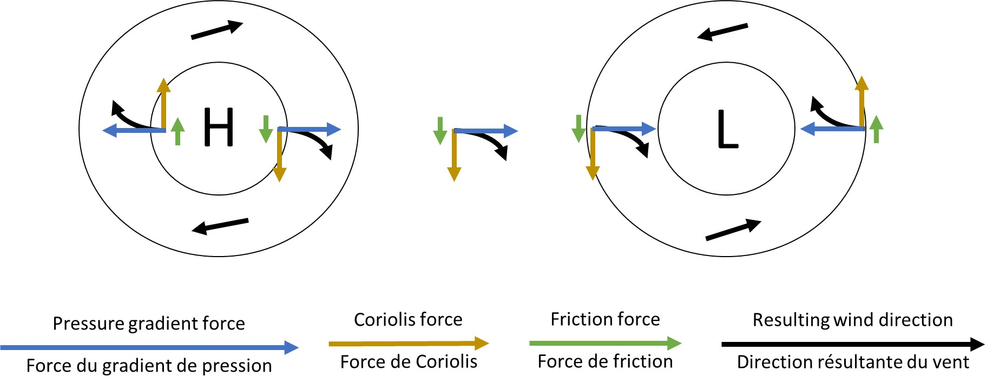 H
L
Pressure gradient force
Coriolis force
Friction force
Resulting wind direction
Force du gradient de pression
Force de Coriolis
Force de friction
Direction résultante du vent